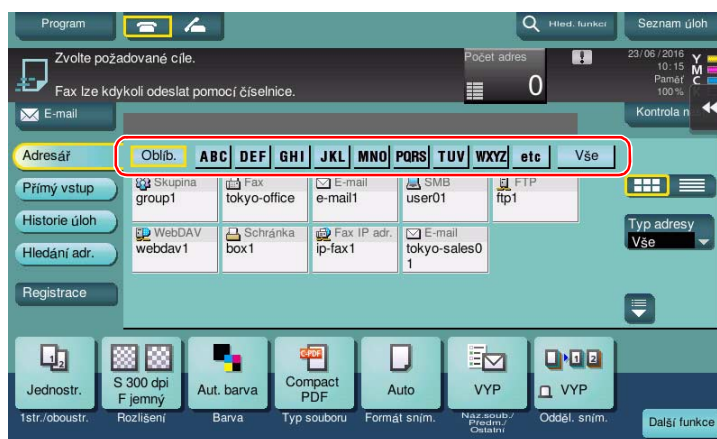 Program
Hled. funkcí
Seznam úloh
Zvolte požadované cíle.
Fax lze kdykoli odeslat pomocí číselnice.
Počet adres
0
23/06/2016
10:15
Paměť
100 %
Y
M
C
K
E-mail
Kontrola n
Adresář
Oblíb.
ABC
DEF
GHI
JKL
MNO
PQRS
TUV
WXYZ
etc
Vše
Přímý vstup
Historie úloh
Hledání adr.
Registrace
Skupina
group1
Fax
tokyo-office
E-mail
e-mail1
SMB
user01
FTP
ftp1
WebDAV
webdav1
Schránka
box1
Fax IP adr.
ip-fax1
E-mail
tokyo-sales0
1
Typ adresy
Vše
Jednostr.
S 300 dpi
F jemný
Aut. barva
Compact
PDF
Auto
VYP
VYP
1str./oboustr.
Rozlišení
Barva
Typ souboru
Formát sním.
Náz.soub./
Předm./
Ostatní
Odděl. sním.
Další funkce